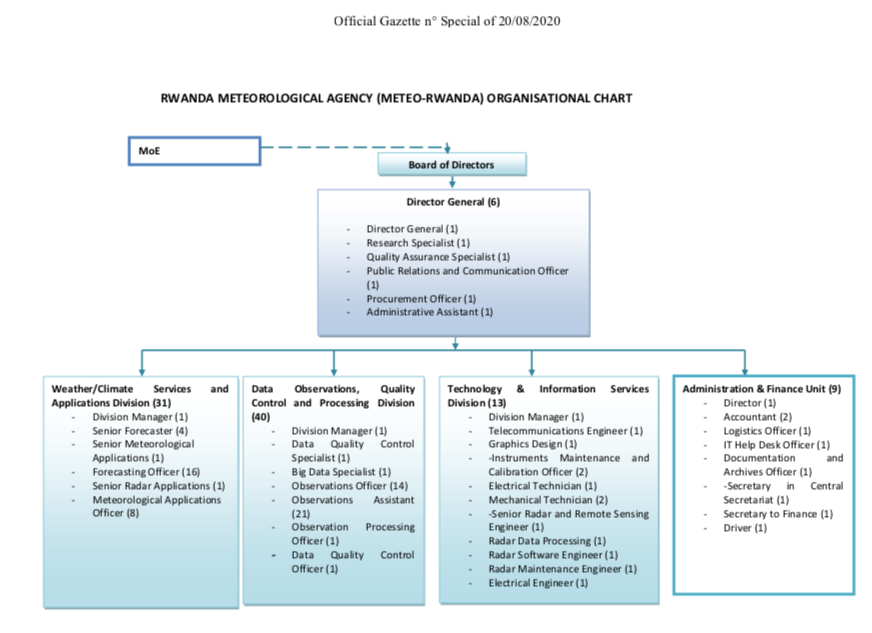 Official Gazette n° Special of 20/08/2020
RWANDA METEOROLOGICAL AGENCY (METEO-RWANDA) ORGANISATIONAL CHART
MoE
Board of Directors
Director General (6)
- Director General (1)
- Research Specialist (1)
- Quality Assurance Specialist (1)
- Public Relations and Communication Officer
(1)
- Procurement Officer (1)
- Administrative Assistant (1)
Weather/Climate Services and
Applications Division (31)
- Division Manager (1)
- Senior Forecaster (4)
- Senior Meteorological
Applications (1)
- Forecasting Officer (16)
- Senior Radar Applications (1)
- Meteorological Applications
Officer (8)
Data Observations, Quality
Control and Processing Division
(40)
- Division Manager (1)
- Data Quality Control
Specialist (1)
- Big Data Specialist (1)
- Observations Officer (14)
- Observations Assistant
(21)
- Observation Processing
Officer (1)
- Data Quality Control
Officer (1)
Technology & Information Services
Division (13)
- Division Manager (1)
- Telecommunications Engineer (1)
- Graphics Design (1)
- -Instruments Maintenance and
Calibration Officer (2)
- Electrical Technician (1)
- Mechanical Technician (2)
- -Senior Radar and Remote Sensing
Engineer (1)
- Radar Data Processing (1)
- Radar Software Engineer (1)
- Radar Maintenance Engineer (1)
- Electrical Engineer (1)
Administration & Finance Unit (9)
- Director (1)
- Accountant (2)
- Logistics Officer (1)
- IT Help Desk Officer (1)
- Documentation and
Archives Officer (1)
- -Secretary in Central
Secretariat (1)
- Secretary to Finance (1)
- Driver (1)